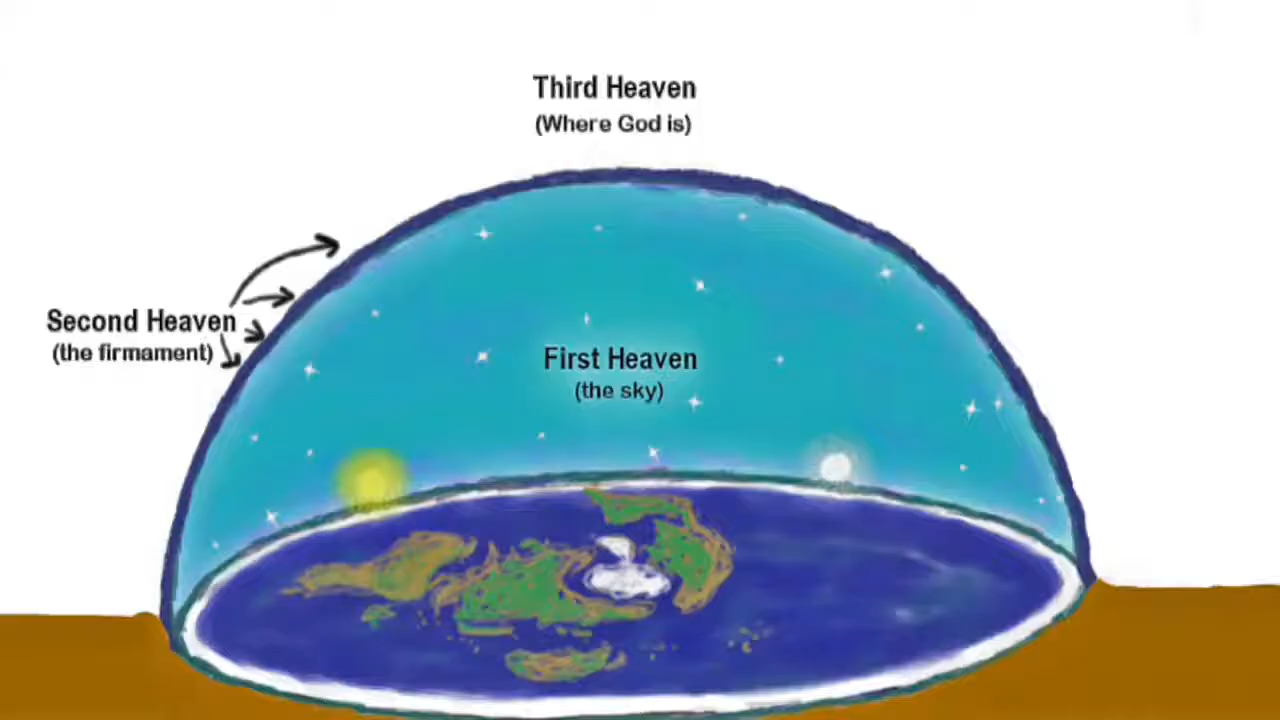 Third Heaven
(Where God is)
Second Heaven
(the firmament)
First Heaven
(the sky)